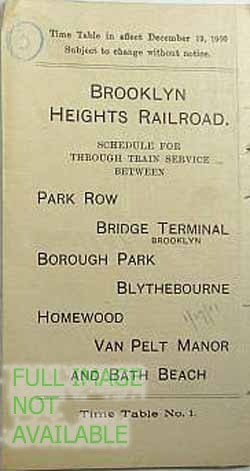 Time Table in effect December 12, 1900
Subject to change without notice.
BROOKLYN
HEIGHTS RAILROAD.
SCHEDULE FOR
THROUGH TRAIN SERVICE
BETWEEN
PARK ROW
BRIDGE TERMINAL
BROOKLYN
BOROUGH PARK
BLYTHEBOURNE
HOMEWOOD
VAN PELT MANOR
AND BATH BEACH
FULL IMAGE
NOT
AVAILABLE
Time Table No. 1.